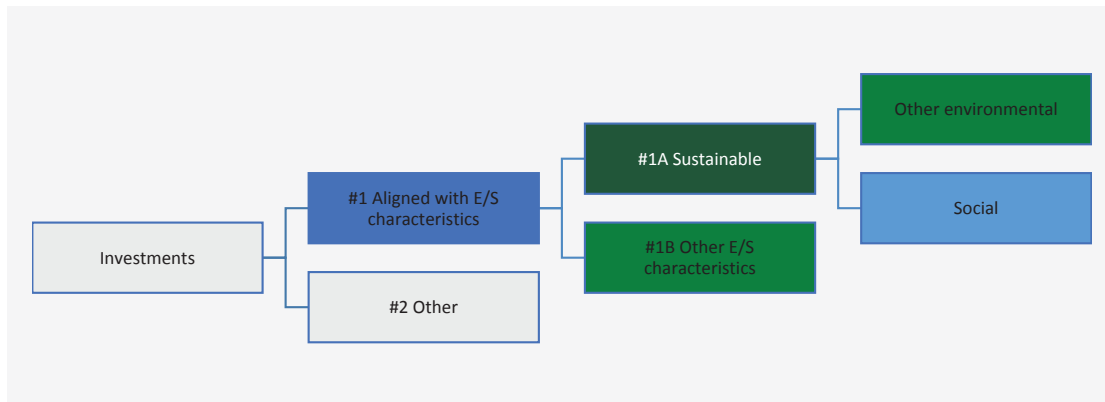 Other environmental
#1A Sustainable
#1 Aligned with E/S
characteristics
Social
#1B Other E/S
characteristics
Investments
#2 Other